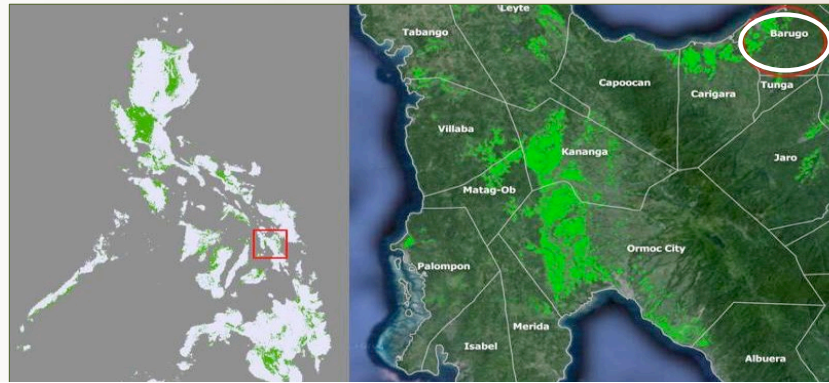 Leyte
Tabango
Barugo
Capoocan
Carigara
Tunga
Villaba
Kananga
Jaro
Matag-Ob
Ormoc City
Palompon
Merida
Isabel
Albuera